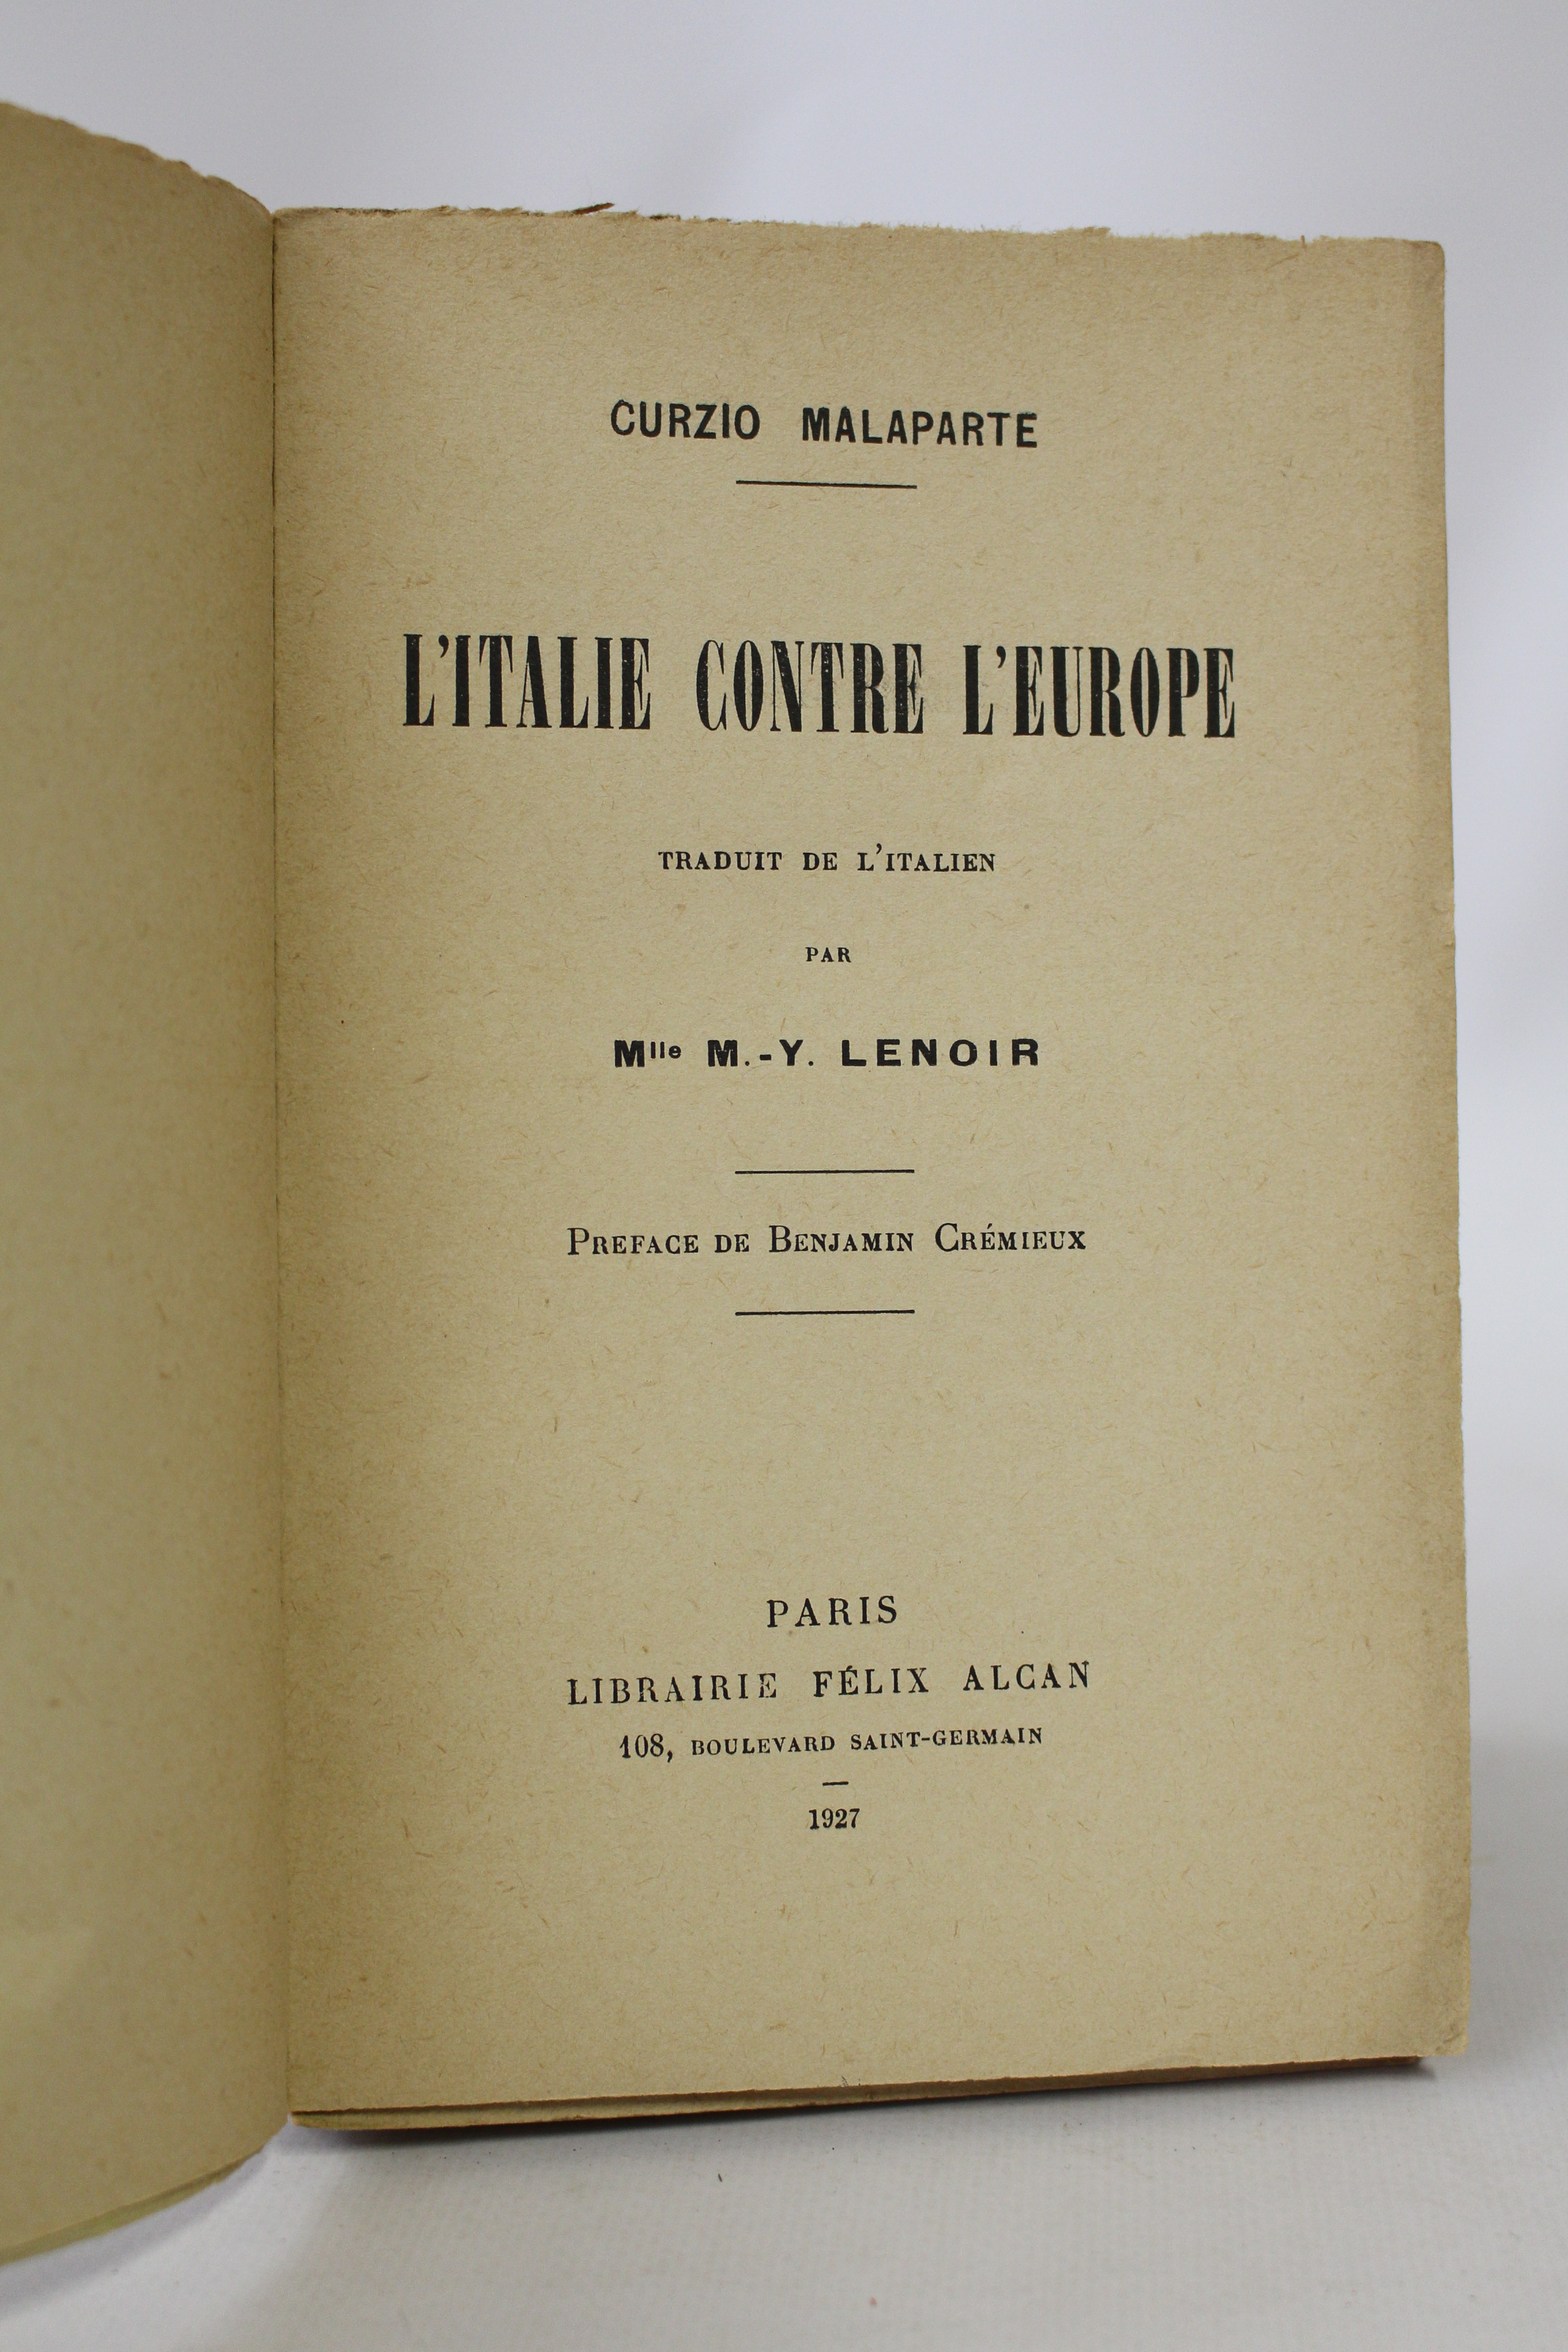 CURZIO MALAPARTE
L'ITALIE CONTRE L'EUROPE
TRADUIT DE L'ITALIEN
PAR
Mlle M.-Y. LENOIR
PREFACE DE BENJAMIN CRÉMIEUX
PARIS
LIBRAIRIE FÉLIX ALCAN
108, BOULEVARD SAINT-GERMAIN
1927